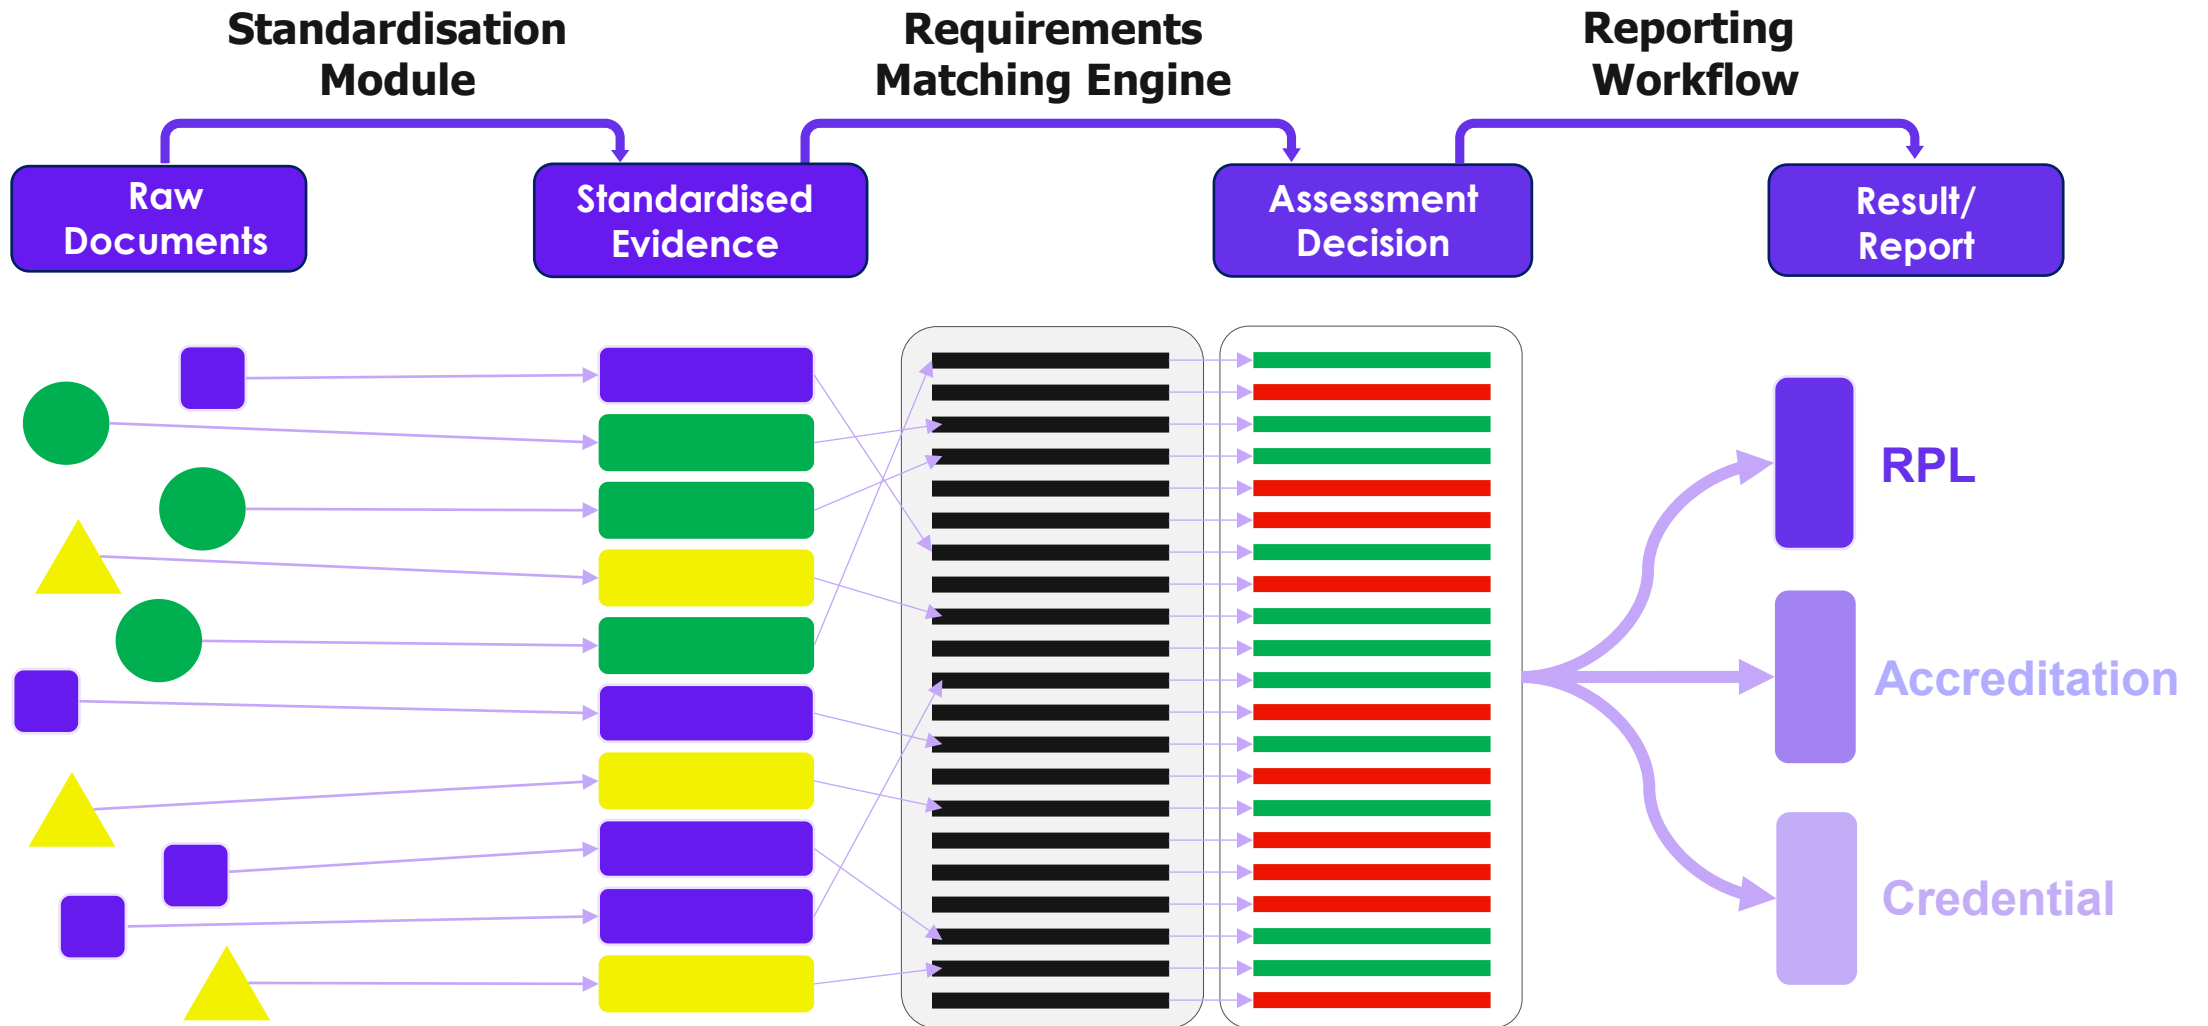 Standardisation
Module
Requirements
Matching Engine
Reporting
Workflow
Raw
Documents
Standardised
Evidence
Assessment
Decision
Result/
Report
RPL
Accreditation
Credential